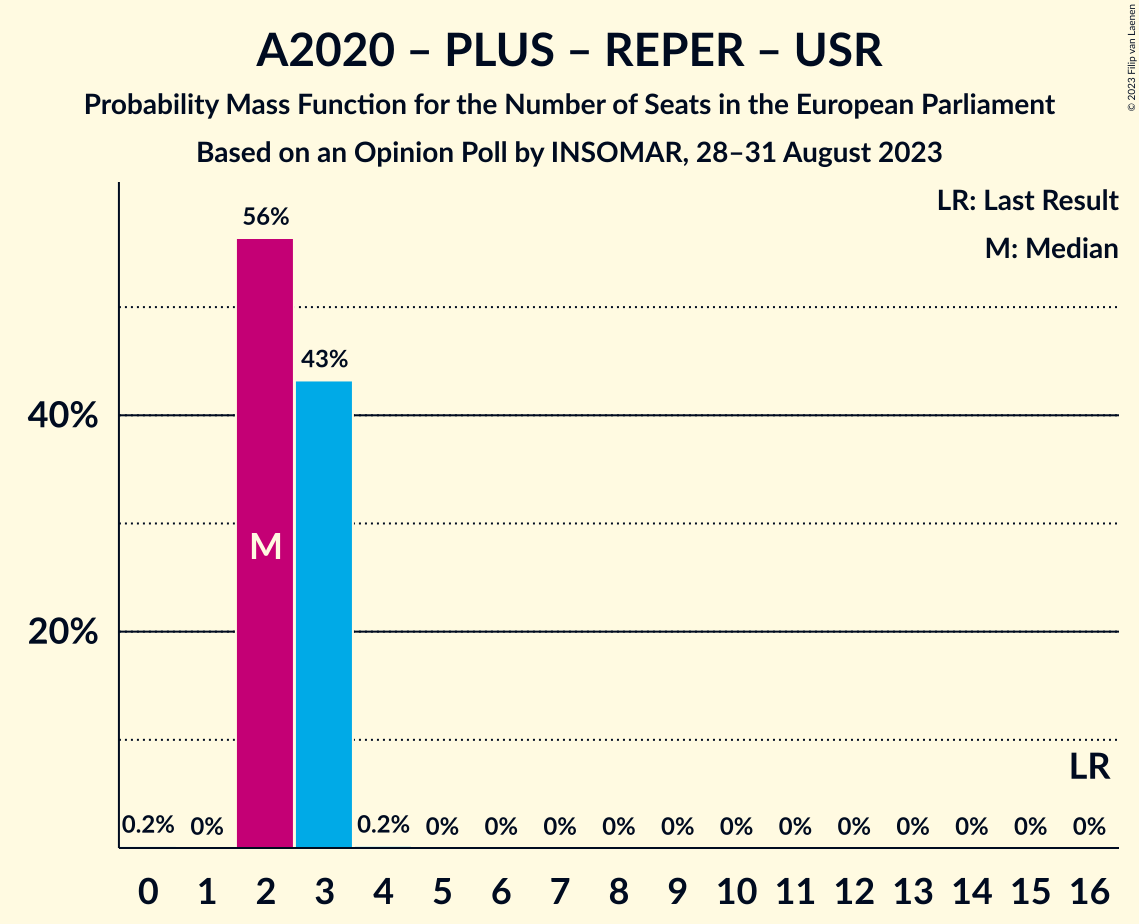 A2020 – PLUS – REPER – USR
Probability Mass Function for the Number of Seats in the European Parliament
Based on an Opinion Poll by INSOMAR, 28–31 August 2023
© 2023 Filip van Laenen
LR: Last Result
M: Median
56%
43%
40%
M
20%
LR
0.2% 0% 0.2% 0% 0% 0% 0% 0% 0% 0% 0% 0% 0% 0% 0%
0 1 2 3 4 5 6 7 8 9 10 11 12 13 14 15 16